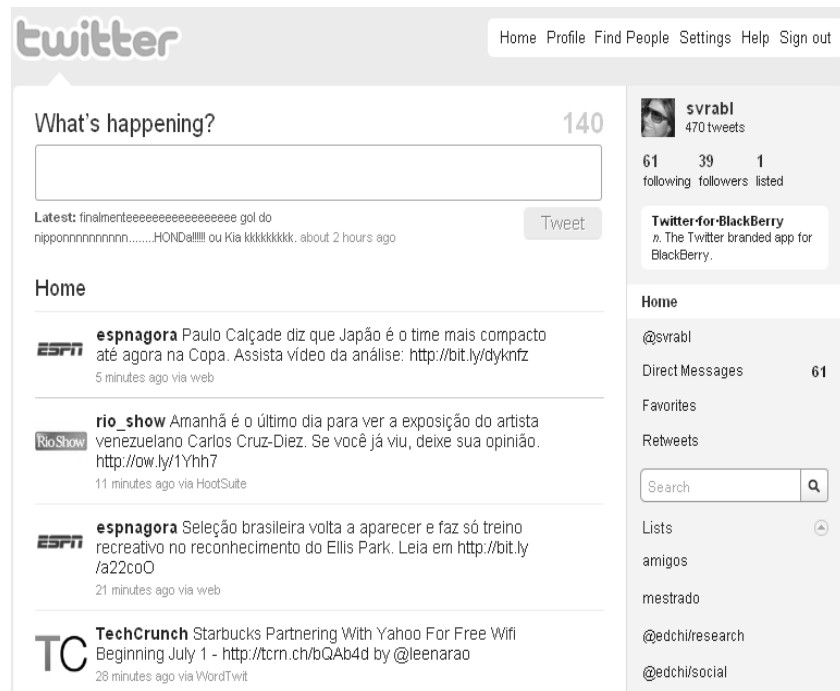 twitter
Home Profile Find People Settings Help Sign out
What's happening?
140
Latest: finalmenteeeeeeeeeeeeeeeee gol do
nipponnnnnnnnnn........HONDa!!!!!! ou Kia kkkkkkkkk. about 2 hours ago
Tweet
Home
ESPN
espnagora Paulo Calçade diz que Japão é o time mais compacto
até agora na Copa. Assista vídeo da análise: http://bit.ly/dyknfz
5 minutes ago via web
Rio Show
rio_show Amanhã é o último dia para ver a exposição do artista
venezuelano Carlos Cruz-Diez. Se você já viu, deixe sua opinião.
http://ow.ly/1Yhh7
11 minutes ago via HootSuite
ESPN
espnagora Seleção brasileira volta a aparecer e faz só treino
recreativo no reconhecimento do Ellis Park. Leia em http://bit.ly
/a22coO
21 minutes ago via web
TC
TechCrunch Starbucks Partnering With Yahoo For Free Wifi
Beginning July 1 - http://tcrn.ch/bQAb4d by @leenarao
28 minutes ago via WordTwit
svrabl
470 tweets
61 39 1
following followers listed
Twitter·for·BlackBerry
n. The Twitter branded app for
BlackBerry.
Home
@svrabl
Direct Messages 61
Favorites
Retweets
Search
Lists
amigos
mestrado
@edchi/research
@edchi/social